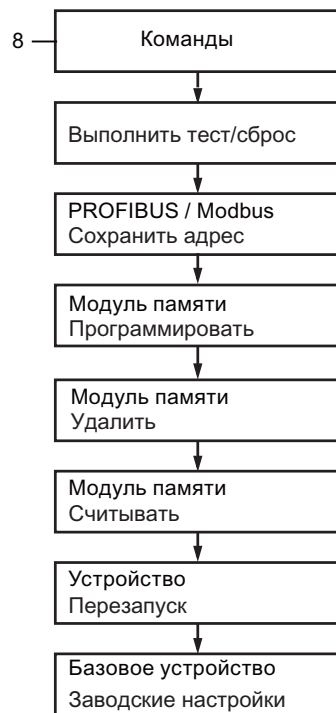 8
Команды
Выполнить тест/сброс
PROFIBUS / Modbus
Сохранить адрес
Модуль памяти
Программировать
Модуль памяти
Удалить
Модуль памяти
Считывать
Устройство
Перезапуск
Базовое устройство
Заводские настройки